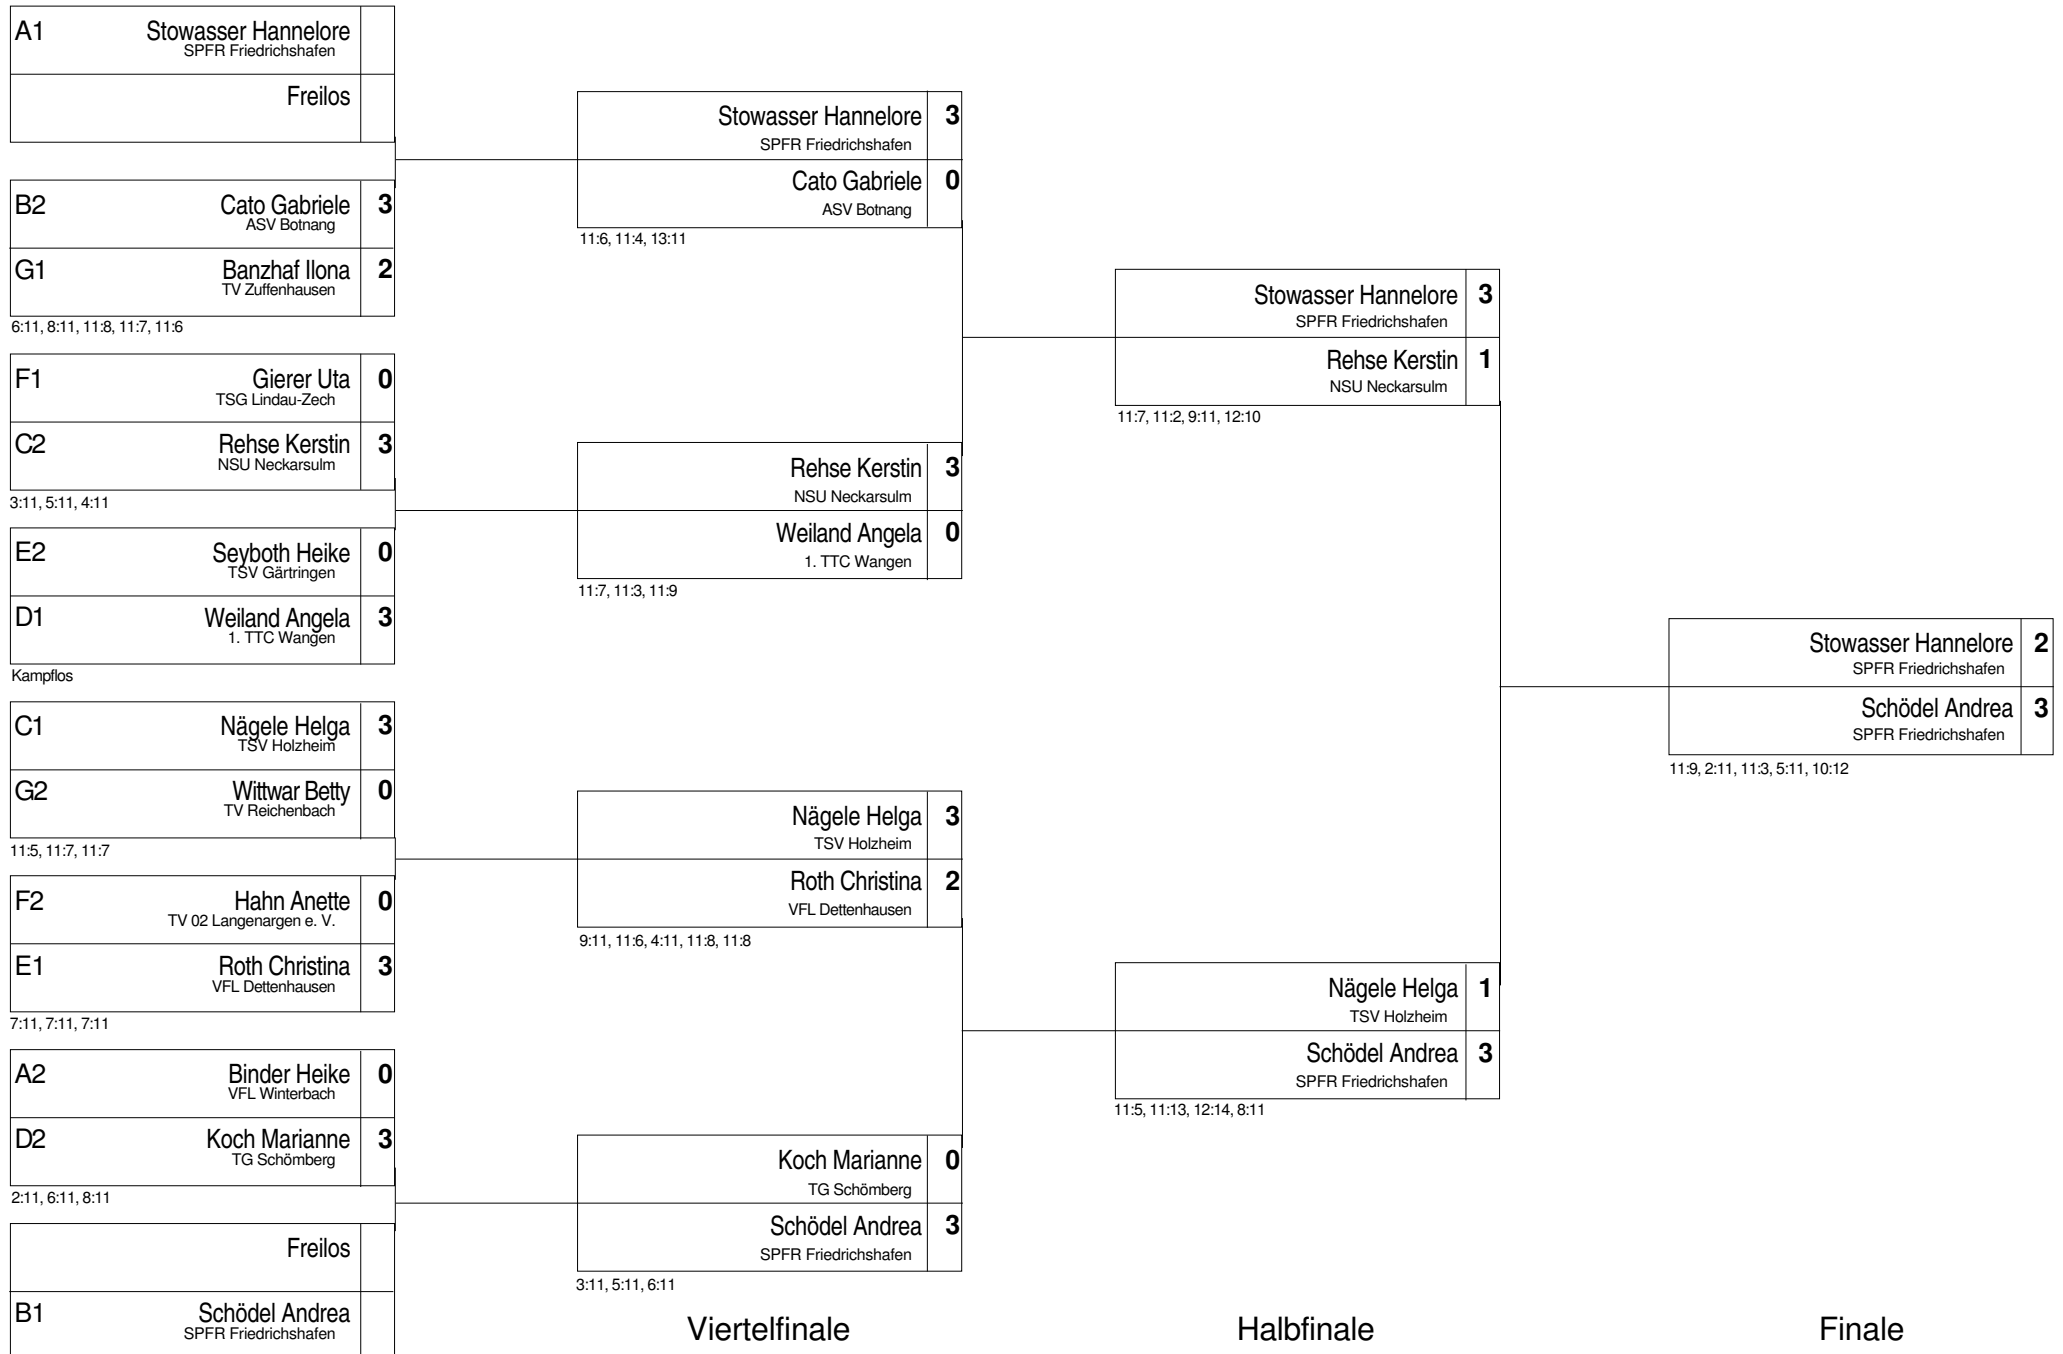 A1 Stowasser Hannelore
SPFR Friedrichshafen
Freilos
B2 Cato Gabriele 3
ASV Botnang
G1 Banzhaf Ilona 2
TV Zuffenhausen
6:11, 8:11, 11:8, 11:7, 11:6
F1 Gierer Uta 0
TSG Lindau-Zech
C2 Rehse Kerstin 3
NSU Neckarsulm
3:11, 5:11, 4:11
E2 Seyboth Heike 0
TSV Gärtringen
D1 Weiland Angela 3
1. TTC Wangen
Kampflos
C1 Nägele Helga 3
TSV Holzheim
G2 Wittwar Betty 0
TV Reichenbach
11:5, 11:7, 11:7
F2 Hahn Anette 0
TV 02 Langenargen e. V.
E1 Roth Christina 3
VFL Dettenhausen
7:11, 7:11, 7:11
A2 Binder Heike 0
VFL Winterbach
D2 Koch Marianne 3
TG Schömberg
2:11, 6:11, 8:11
Freilos
B1 Schödel Andrea
SPFR Friedrichshafen
Stowasser Hannelore 3
SPFR Friedrichshafen
Cato Gabriele 0
ASV Botnang
11:6, 11:4, 13:11
Rehse Kerstin 3
NSU Neckarsulm
Weiland Angela 0
1. TTC Wangen
11:7, 11:3, 11:9
Nägele Helga 3
TSV Holzheim
Roth Christina 2
VFL Dettenhausen
9:11, 11:6, 4:11, 11:8, 11:8
Koch Marianne 0
TG Schömberg
Schödel Andrea 3
SPFR Friedrichshafen
3:11, 5:11, 6:11
Viertelfinale
Stowasser Hannelore 3
SPFR Friedrichshafen
Rehse Kerstin 1
NSU Neckarsulm
11:7, 11:2, 9:11, 12:10
Nägele Helga 1
TSV Holzheim
Schödel Andrea 3
SPFR Friedrichshafen
11:5, 11:13, 12:14, 8:11
Halbfinale
Stowasser Hannelore 2
SPFR Friedrichshafen
Schödel Andrea 3
SPFR Friedrichshafen
11:9, 2:11, 11:3, 5:11, 10:12
Finale